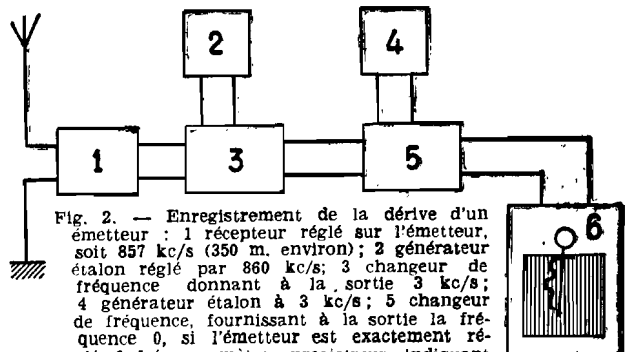 2
4
1
3
5
6
Fig. 2. — Enregistrement de la dérive d'un
émetteur : 1 récepteur réglé sur l'émetteur,
soit 857 kc/s (350 m. environ) ; 2 générateur
étalon réglé par 860 kc/s; 3 changeur de
fréquence donnant à la sortie 3 kc/s ;
4 générateur étalon à 3 kc/s ; 5 changeur
de fréquence, fournissant à la sortie la fré-
quence 0, si l'émetteur est exactement ré-